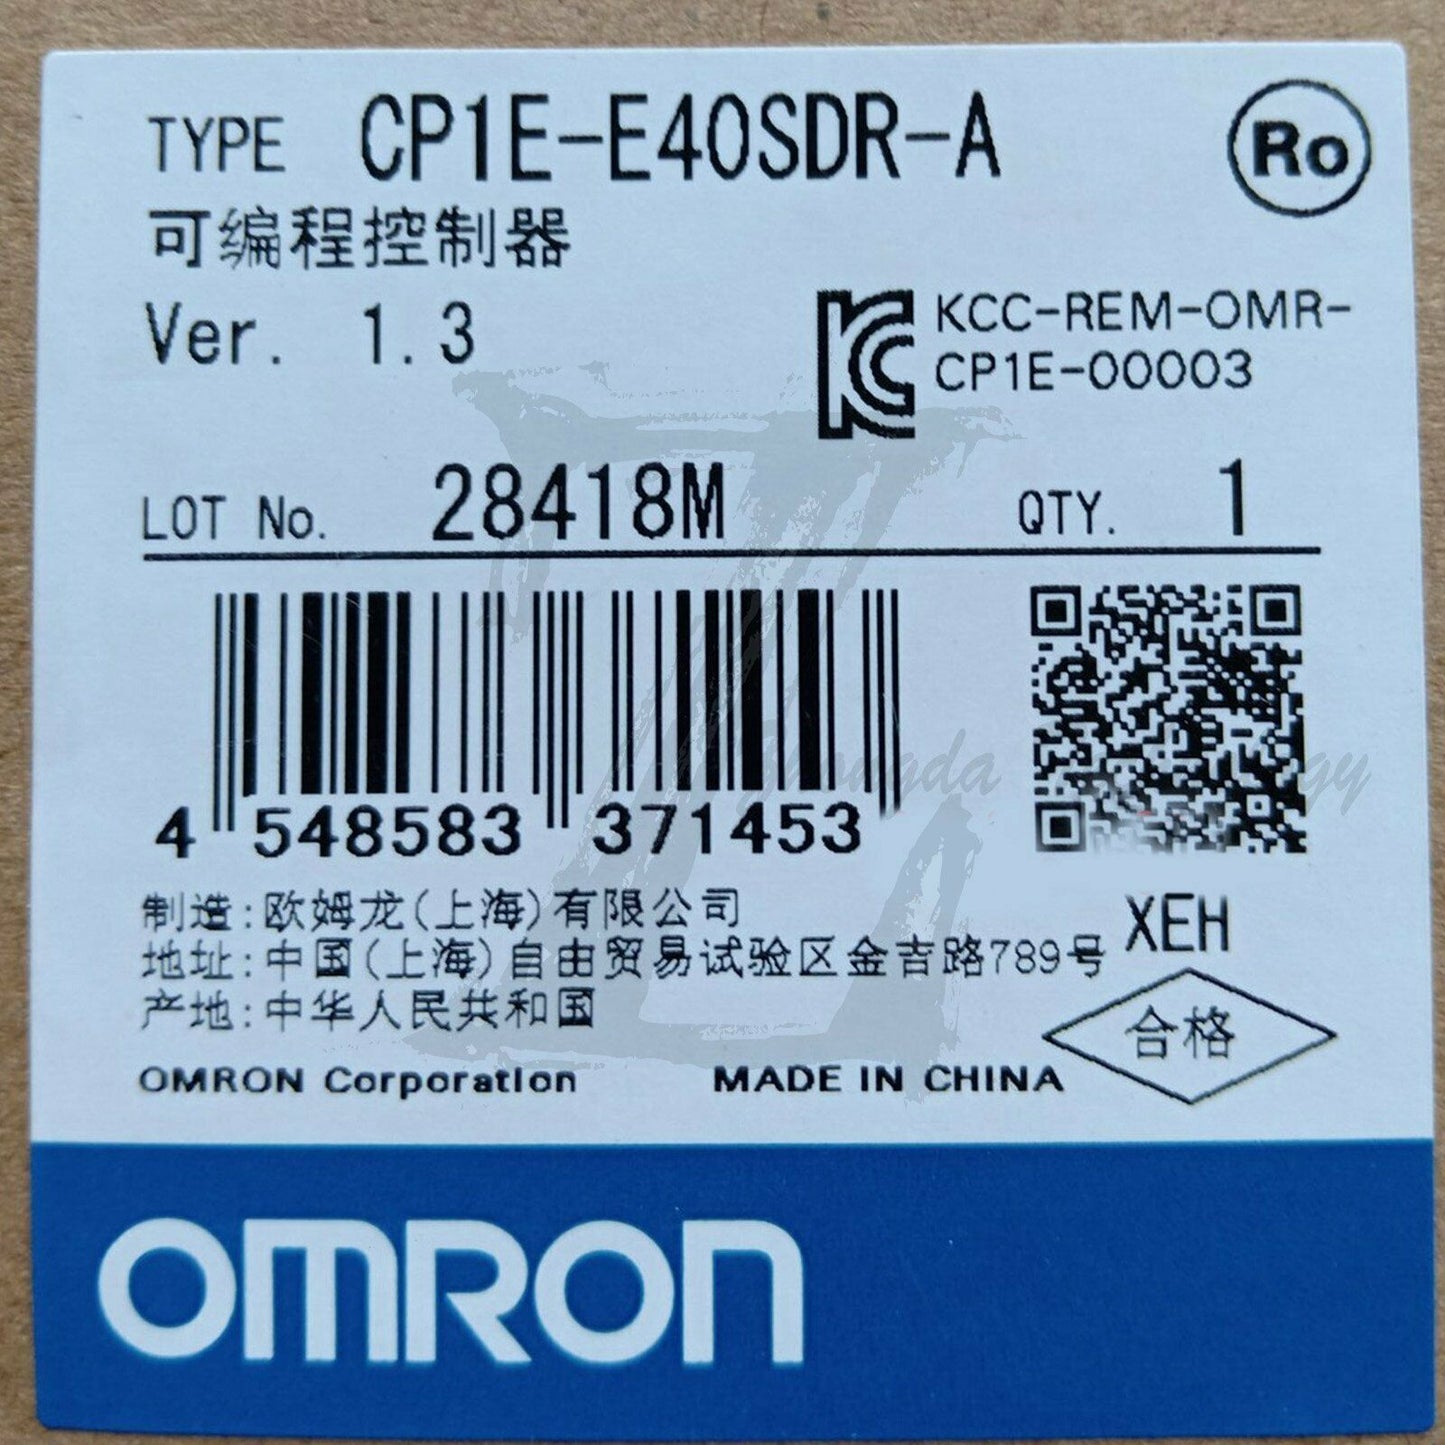 TYPE CP1E-E40SDR-A
Ro
可编程控制器
Ver. 1.3
KCC-REM-OMR-
CP1E-00003
LOT No. 28418M QTY. 1
4 548583 371453
zhongda
制造:欧姆龙(上海)有限公司
地址:中国(上海)自由贸易试验区金吉路789号
产地:中华人民共和国
XEH
合格
OMRON Corporation MADE IN CHINA
OMRON